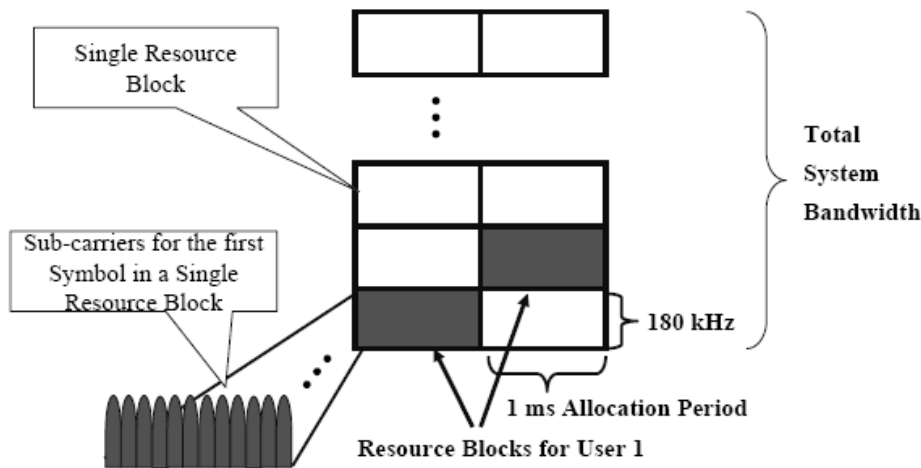 Single Resource
Block
Total
System
Bandwidth
Sub-carriers for the first
Symbol in a Single
Resource Block
180 kHz
1 ms Allocation Period
Resource Blocks for User 1